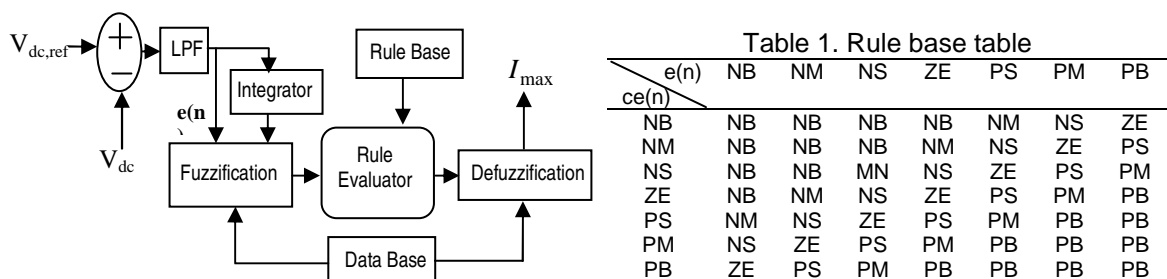 V_dc,ref
+
−
LPF
Integrator
e(n
)
V_dc
Fuzzification
Rule Base
Rule
Evaluator
I_max
Defuzzification
Data Base
Table 1. Rule base table
e(n) NB NM NS ZE PS PM PB
ce(n)
NB NB NB NB NB NM NS ZE
NM NB NB NB NM NS ZE PS
NS NB NB MN NS ZE PS PM
ZE NB NM NS ZE PS PM PB
PS NM NS ZE PS PM PB PB
PM NS ZE PS PM PB PB PB
PB ZE PS PM PB PB PB PB